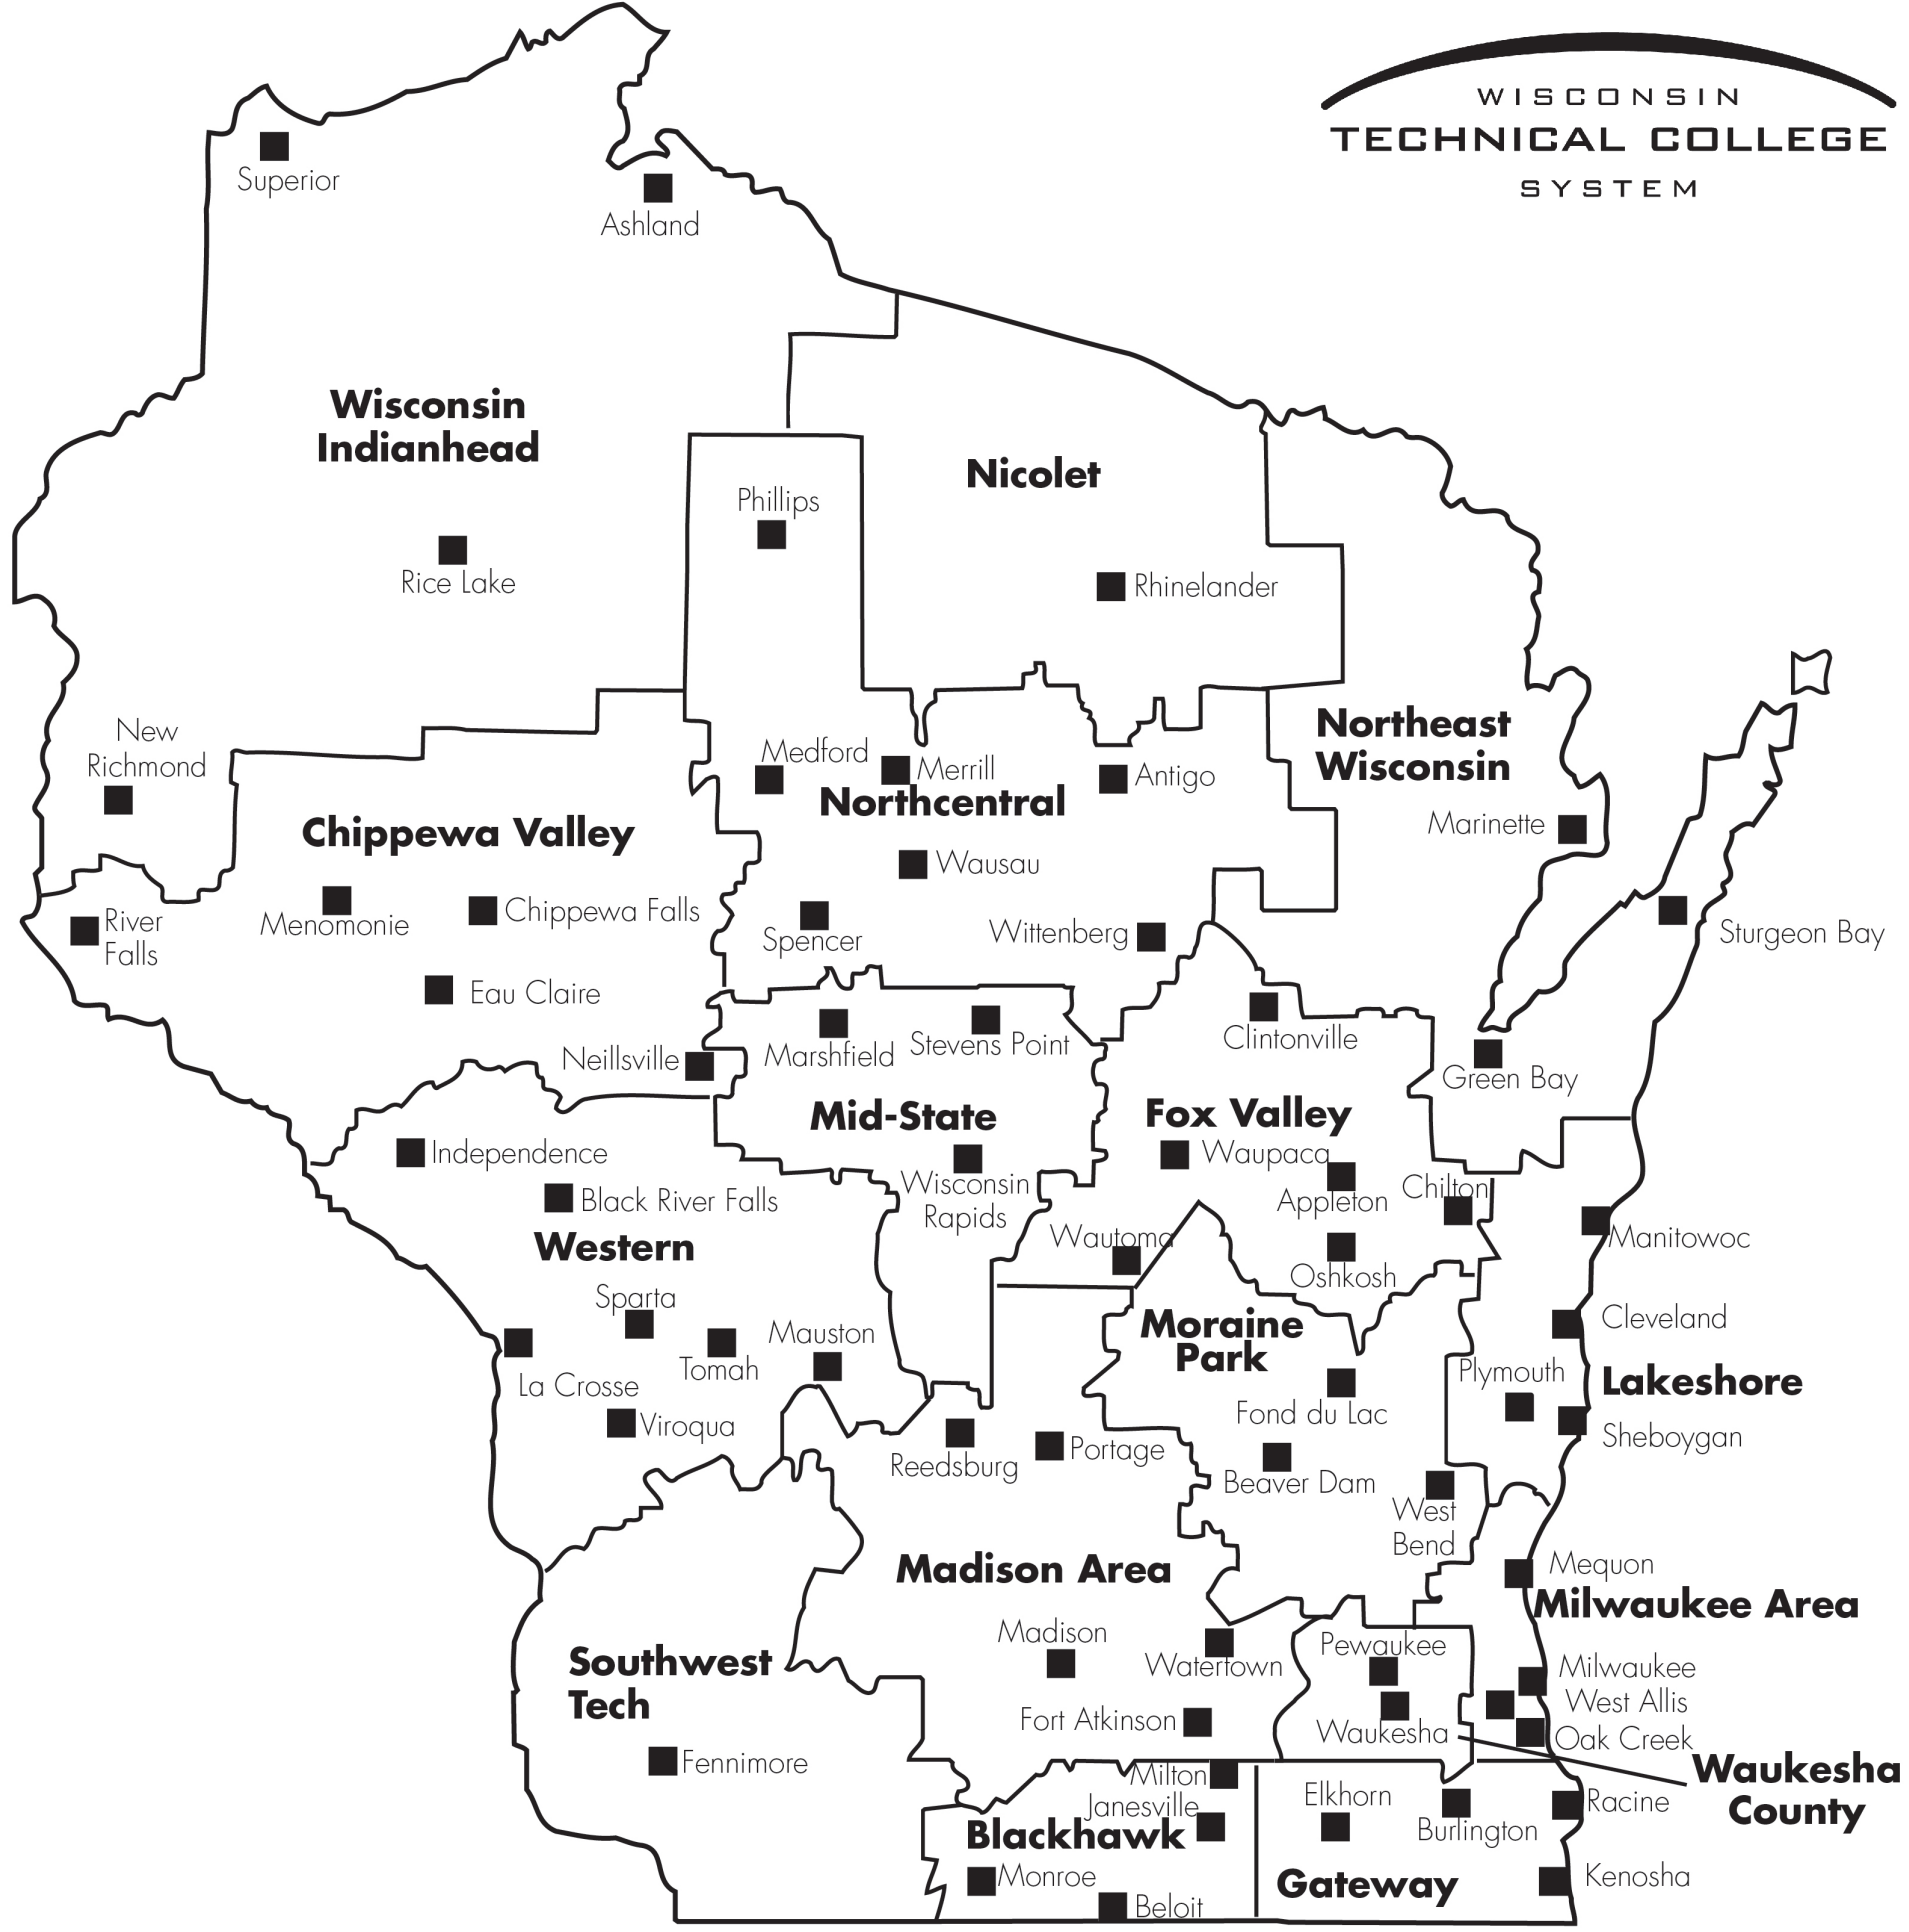 WISCONSIN
TECHNICAL COLLEGE
SYSTEM
Superior
Ashland
Wisconsin
Indianhead
Nicolet
Phillips
Rice Lake
Rhinelander
New
Richmond
Northeast
Wisconsin
Medford
Merrill
Antigo
Northcentral
Chippewa Valley
Marinette
Wausau
River
Falls
Menomonie
Chippewa Falls
Spencer
Wittenberg
Sturgeon Bay
Eau Claire
Clintonville
Neillsville
Marshfield
Stevens Point
Green Bay
Mid-State
Fox Valley
Independence
Waupaca
Wisconsin
Rapids
Appleton
Chilton
Black River Falls
Western
Wautoma
Manitowoc
Oshkosh
Sparta
Cleveland
Moraine
Park
Mauston
Tomah
Plymouth
Lakeshore
La Crosse
Fond du Lac
Viroqua
Sheboygan
Reedsburg
Portage
Beaver Dam
West
Bend
Madison Area
Mequon
Milwaukee Area
Madison
Pewaukee
Southwest
Tech
Watertown
Milwaukee
West Allis
Fort Atkinson
Waukesha
Oak Creek
Fennimore
Waukesha
County
Milton
Janesville
Elkhorn
Racine
Blackhawk
Burlington
Monroe
Gateway
Kenosha
Beloit